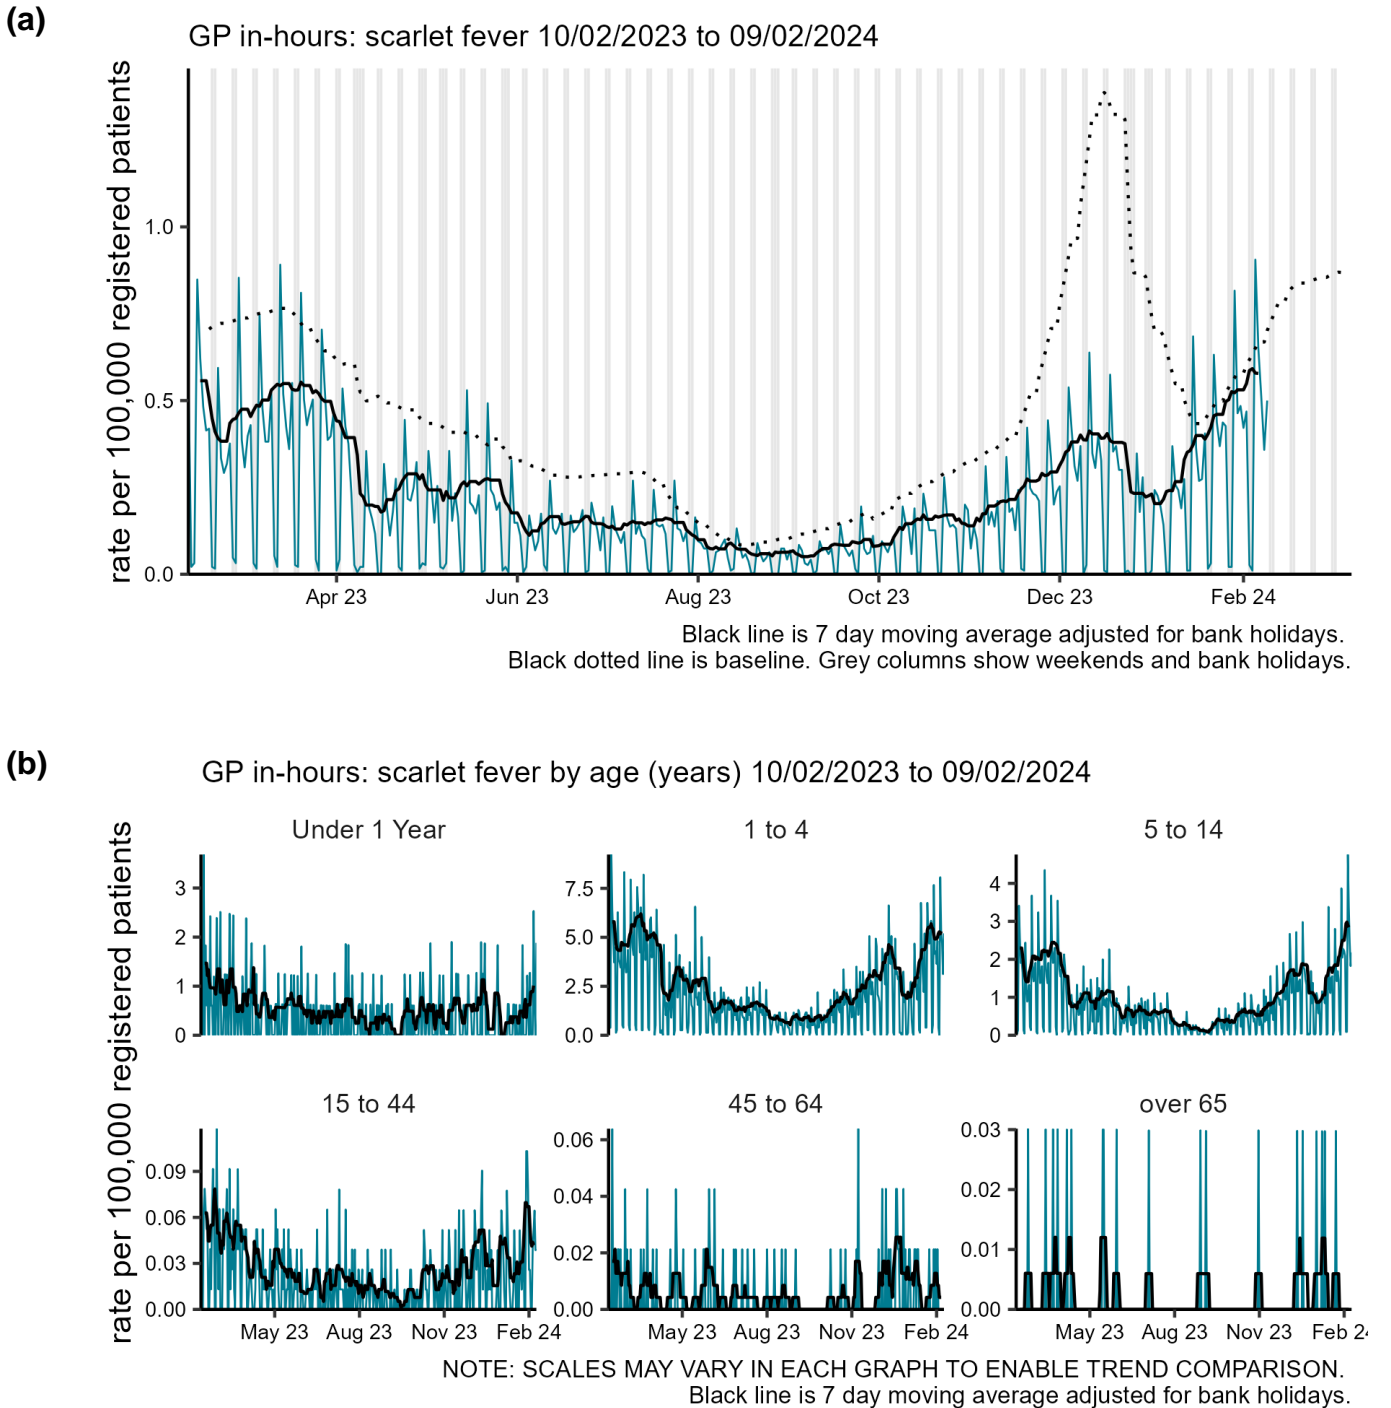 (a)
GP in-hours: scarlet fever 10/02/2023 to 09/02/2024
rate per 100,000 registered patients
1.0
0.5
0.0
Apr 23 Jun 23 Aug 23 Oct 23 Dec 23 Feb 24
Black line is 7 day moving average adjusted for bank holidays.
Black dotted line is baseline. Grey columns show weekends and bank holidays.
(b)
GP in-hours: scarlet fever by age (years) 10/02/2023 to 09/02/2024
rate per 100,000 registered patients
Under 1 Year
3
2
1
0
1 to 4
7.5
5.0
2.5
0.0
5 to 14
4
3
2
1
0
15 to 44
0.09
0.06
0.03
0.00
May 23 Aug 23 Nov 23 Feb 24
45 to 64
0.06
0.04
0.02
0.00
May 23 Aug 23 Nov 23 Feb 24
over 65
0.03
0.02
0.01
0.00
May 23 Aug 23 Nov 23 Feb 2
NOTE: SCALES MAY VARY IN EACH GRAPH TO ENABLE TREND COMPARISON.
Black line is 7 day moving average adjusted for bank holidays.